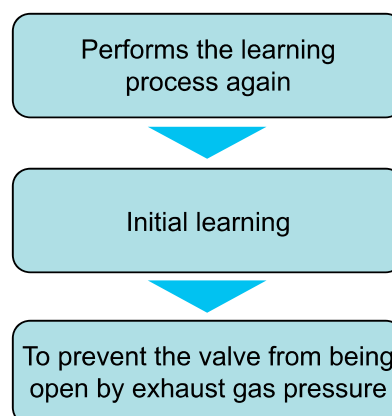 Performs the learning
process again
Initial learning
To prevent the valve from being
open by exhaust gas pressure